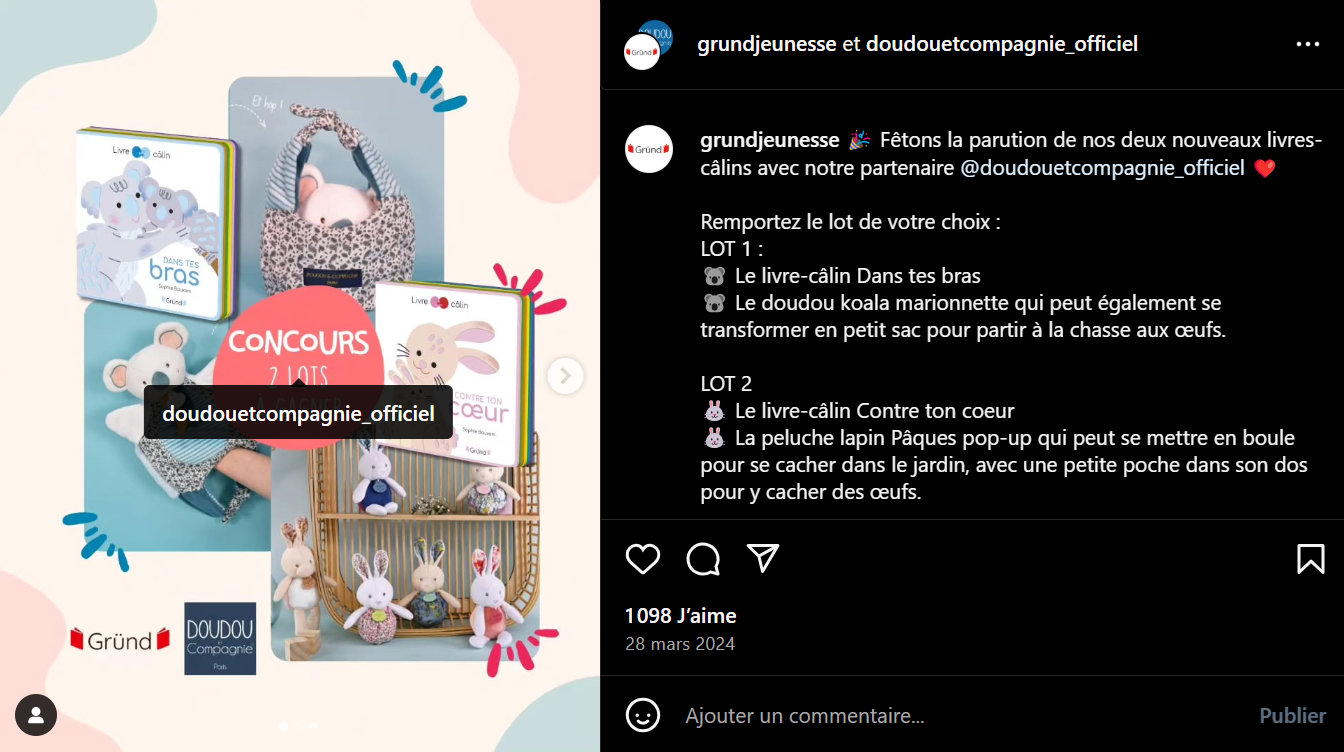 Et hop !
Livre câlin
DANS TES
bras
Sophie Bouxom
Gründ
DOUDOU ET COMPAGNIE
PARIS
CONCOURS
2 LOTS
À GAGNER
doudouetcompagnie_officiel
Livre câlin
CONTRE TON
cœur
Sophie Bouxom
Gründ
Gründ
DOUDOU
et
Compagnie
Paris
DOUDOU
Gründ
grundjeunesse et doudouetcompagnie_officiel
Gründ
grundjeunesse 🎉 Fêtons la parution de nos deux nouveaux livres-
câlins avec notre partenaire @doudouetcompagnie_officiel ❤️
Remportez le lot de votre choix :
LOT 1 :
🐨 Le livre-câlin Dans tes bras
🐨 Le doudou koala marionnette qui peut également se
transformer en petit sac pour partir à la chasse aux œufs.
LOT 2
🐰 Le livre-câlin Contre ton coeur
🐰 La peluche lapin Pâques pop-up qui peut se mettre en boule
pour se cacher dans le jardin, avec une petite poche dans son dos
pour y cacher des œufs.
1098 J’aime
28 mars 2024
Ajouter un commentaire...
Publier